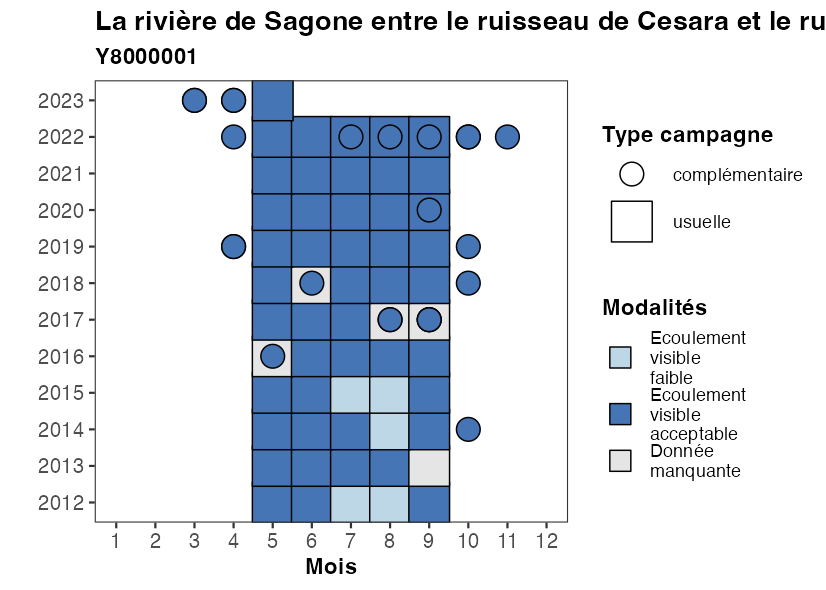 La rivière de Sagone entre le ruisseau de Cesara et le ru
Y8000001
2023
2022
2021
2020
2019
2018
2017
2016
2015
2014
2013
2012
1 2 3 4 5 6 7 8 9 10 11 12
Mois
Type campagne
complémentaire
usuelle
Modalités
Ecoulement
visible
faible
Ecoulement
visible
acceptable
Donnée
manquante